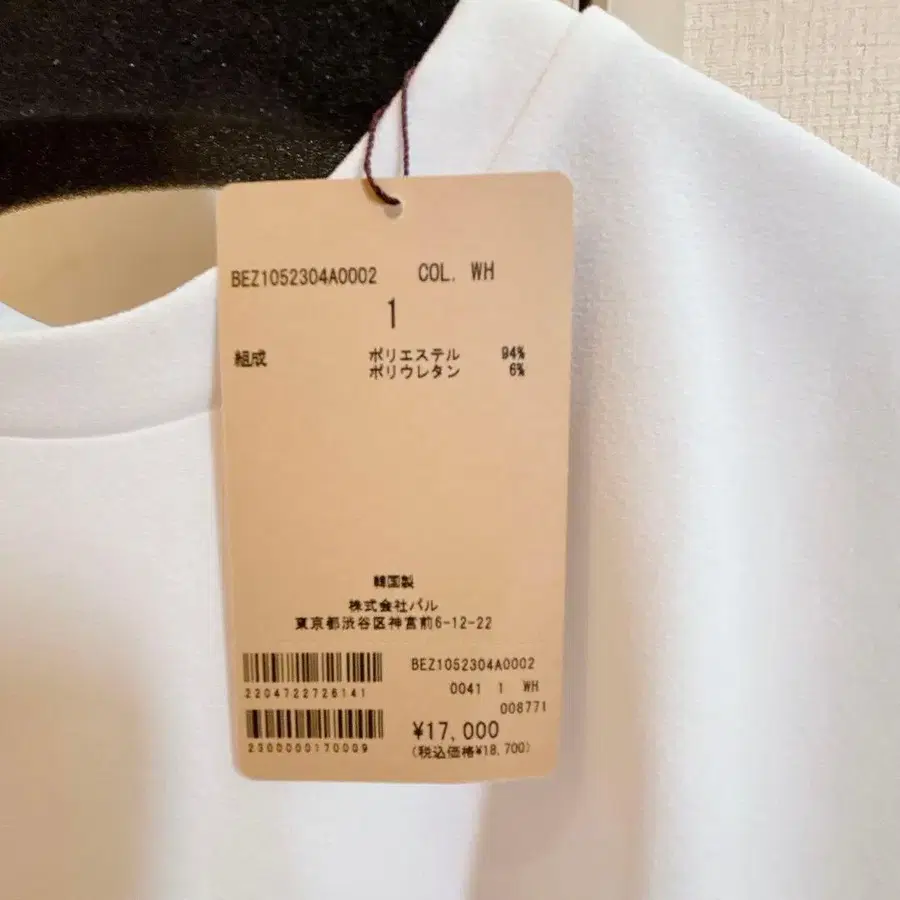 BEZ1052304A0002 COL. WH
1
組成 ポリエステル 94%
ポリウレタン 6%
韓国製
株式会社パル
東京都渋谷区神宮前6-12-22
BEZ1052304A0002
2204722726141
0041 1 WH
008771
¥17,000
2300000170009
(税込価格¥18,700)